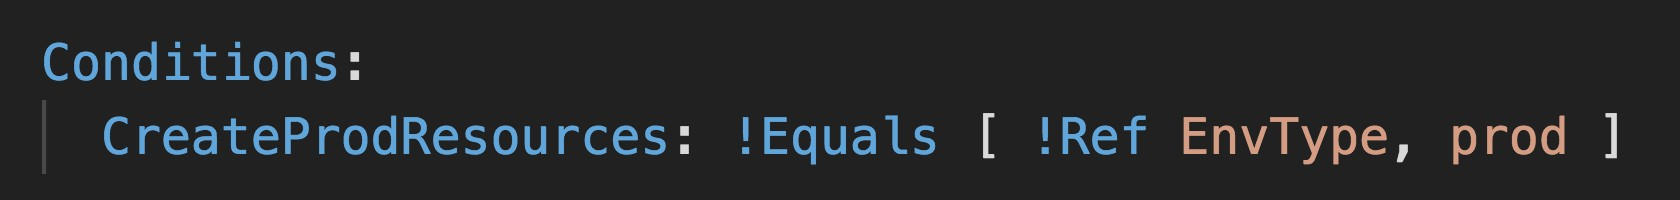 Conditions:
  CreateProdResources: !Equals [ !Ref EnvType, prod ]